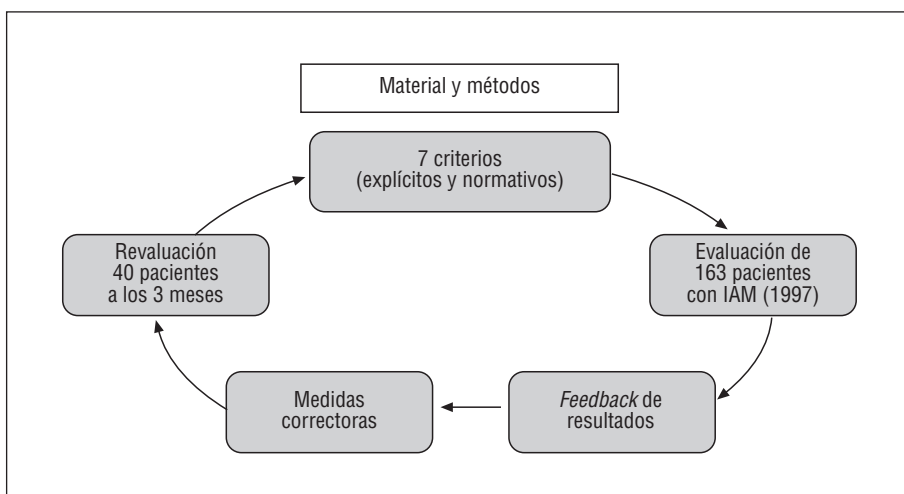 Material y métodos
7 criterios
(explícitos y normativos)
Evaluación de
163 pacientes
con IAM (1997)
Feedback de
resultados
Medidas
correctoras
Revaluación
40 pacientes
a los 3 meses